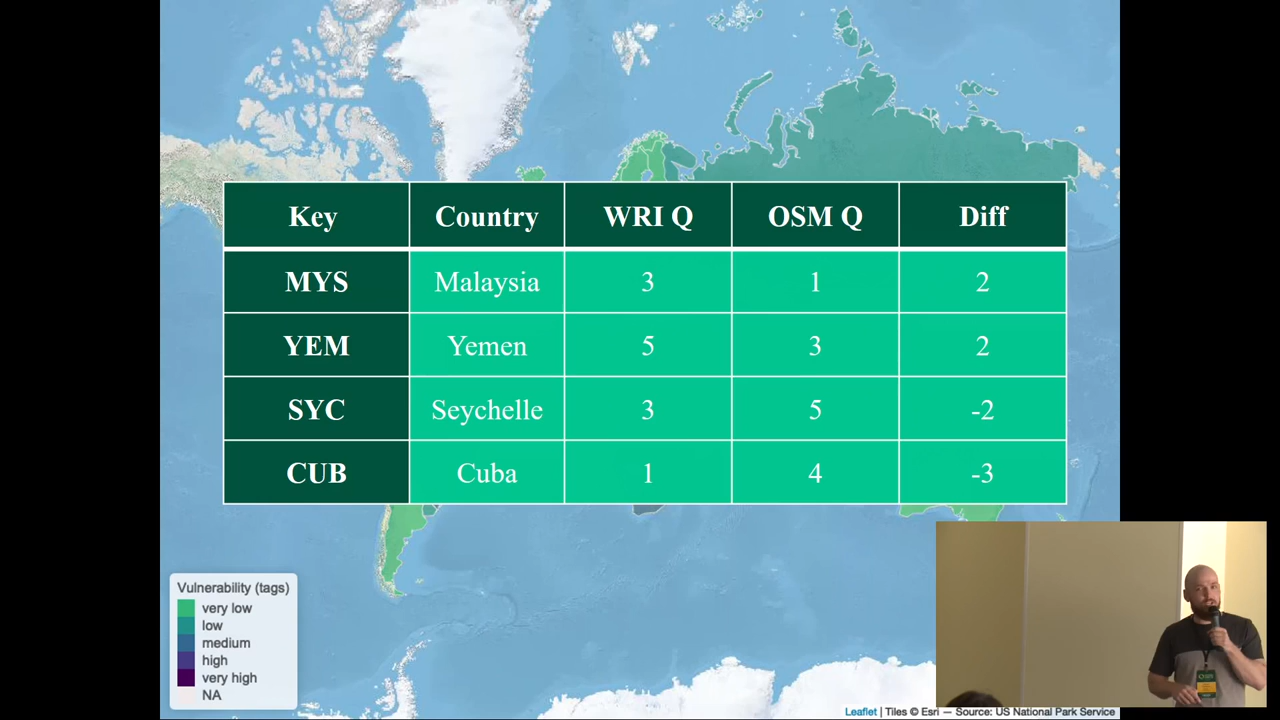 Key Country WRI Q OSM Q Diff
MYS Malaysia 3 1 2
YEM Yemen 5 3 2
SYC Seychelle 3 5 -2
CUB Cuba 1 4 -3
Vulnerability (tags)
very low
low
medium
high
very high
NA
Leaflet | Tiles © Esri — Source: US National Park Service